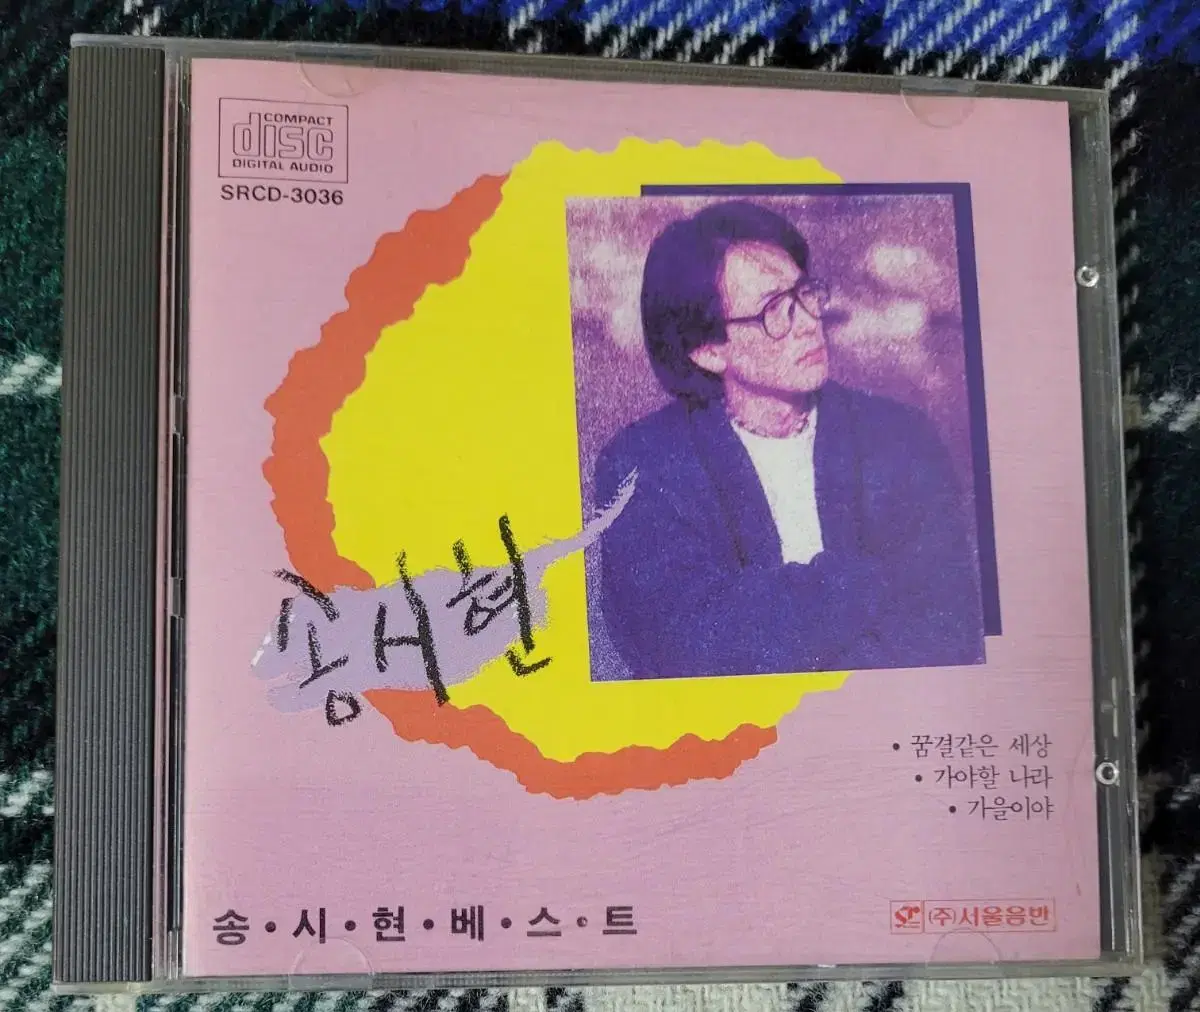 COMPACT
disc
DIGITAL AUDIO
SRCD-3036
송시현
• 꿈결같은 세상
• 가야할 나라
• 가을이야
송•시•현•베•스•트
(주)서울음반